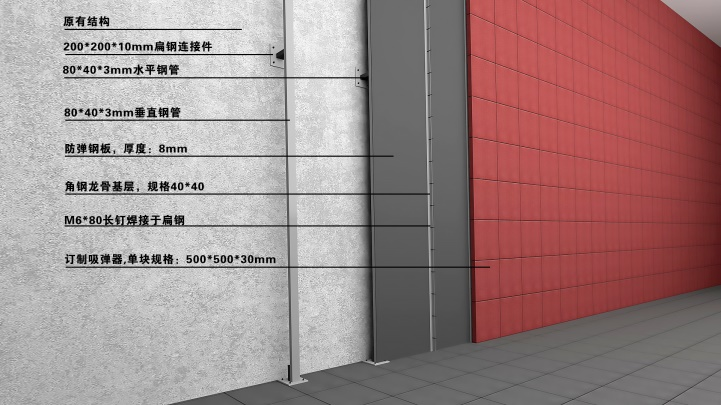 原有结构
200*200*10mm扁钢连接件
80*40*3mm水平钢管
80*40*3mm垂直钢管
防弹钢板，厚度：8mm
角钢龙骨基层，规格40*40
M6*80长钉焊接于扁钢
订制吸弹器,单块规格：500*500*30mm